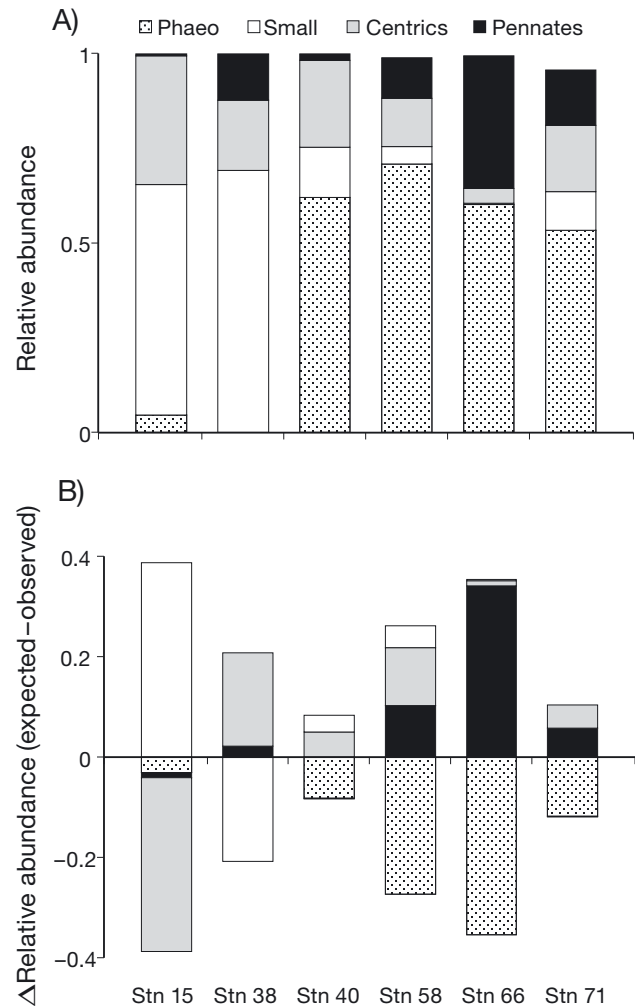 A) Phaeo Small Centrics Pennates
1
0.5
0
Relative abundance
B)
0.4
0.2
0
−0.2
−0.4
ΔRelative abundance (expected−observed)
Stn 15 Stn 38 Stn 40 Stn 58 Stn 66 Stn 71